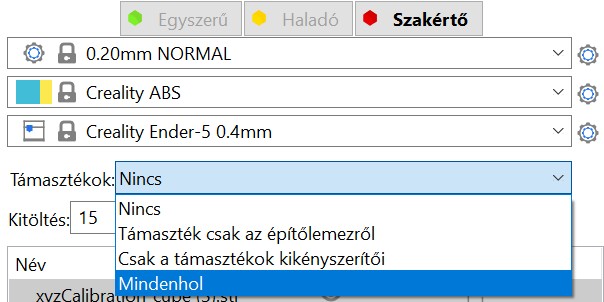 Egyszerű Haladó Szakértő
0.20mm NORMAL
Creality ABS
Creality Ender-5 0.4mm
Támasztékok: Nincs
Nincs
Kitöltés: 15
Támaszték csak az építőlemezről
Csak a támasztékok kikényszerítői
Név
Mindenhol
xyzCalibration_cube (3).stl